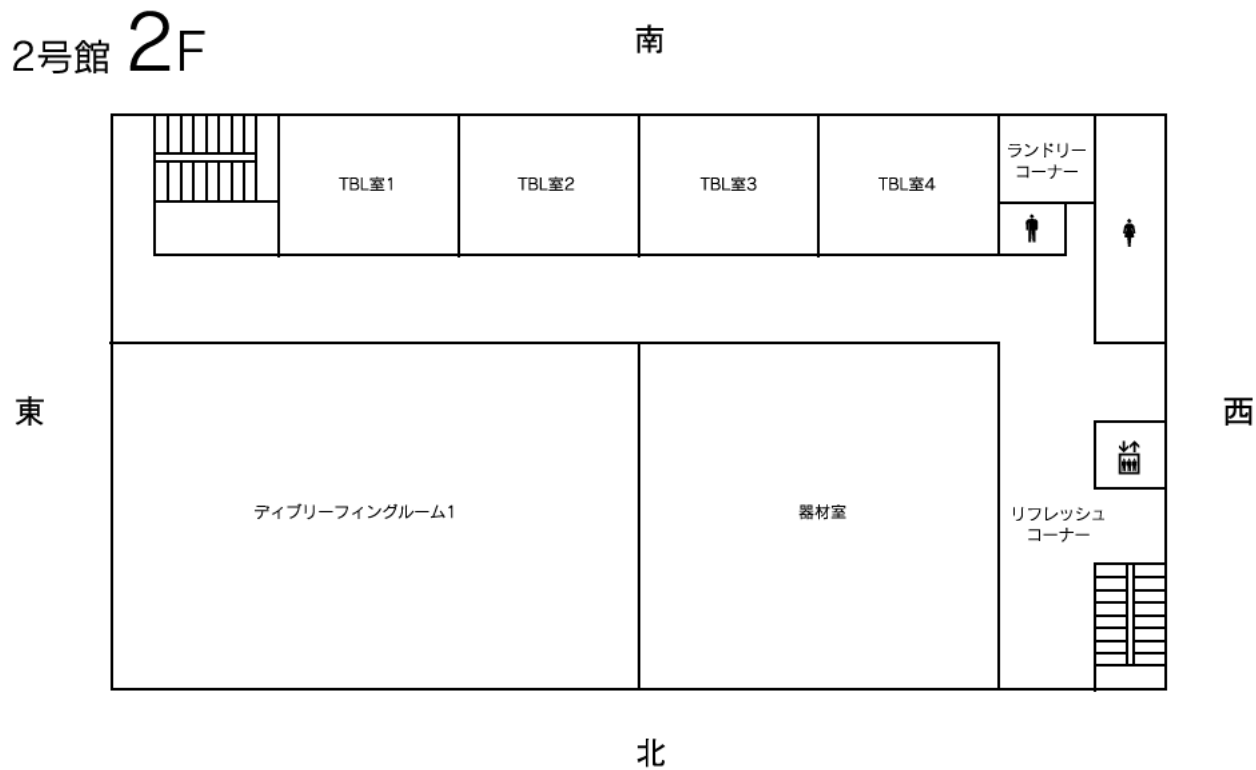 2号館 2F
南
TBL室1
TBL室2
TBL室3
TBL室4
ランドリー
コーナー
東
西
ディブリーフィングルーム1
器材室
リフレッシュ
コーナー
北